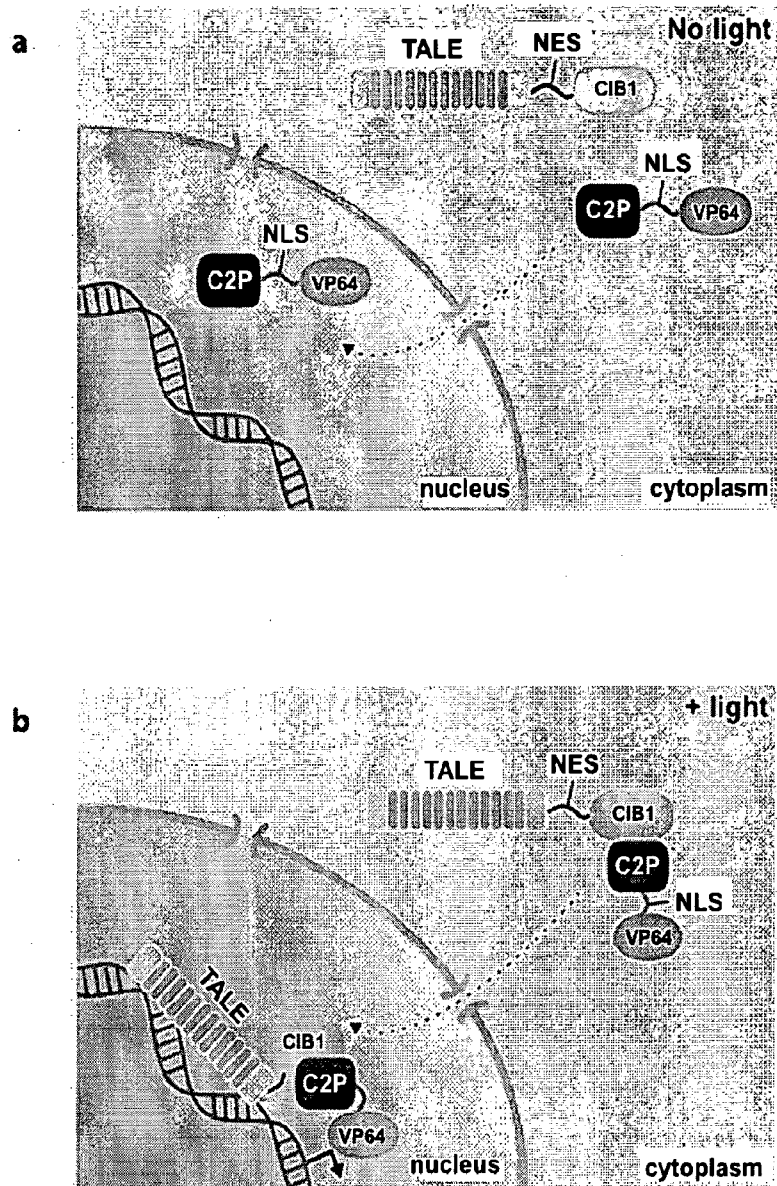 a
No light
TALE
NES
CIB1
NLS
C2P
VP64
NLS
C2P
VP64
nucleus
cytoplasm
b
+ light
TALE
NES
CIB1
C2P
NLS
VP64
TALE
CIB1
C2P
VP64
nucleus
cytoplasm